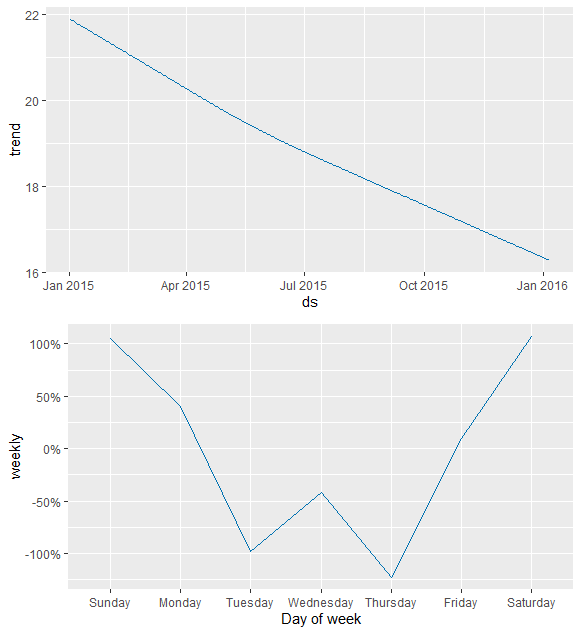 22
20
trend
18
16
Jan 2015 Apr 2015 Jul 2015 Oct 2015 Jan 2016
ds
100%
50%
weekly
0%
-50%
-100%
Sunday Monday Tuesday Wednesday Thursday Friday Saturday
Day of week